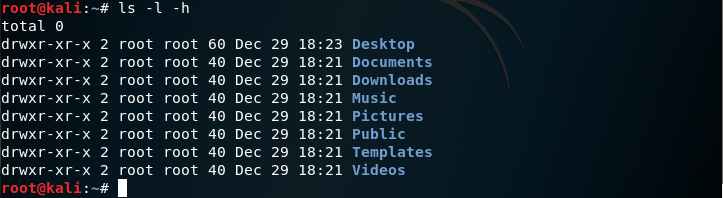 root@kali:~# ls -l -h
total 0
drwxr-xr-x 2 root root 60 Dec 29 18:23 Desktop
drwxr-xr-x 2 root root 40 Dec 29 18:21 Documents
drwxr-xr-x 2 root root 40 Dec 29 18:21 Downloads
drwxr-xr-x 2 root root 40 Dec 29 18:21 Music
drwxr-xr-x 2 root root 40 Dec 29 18:21 Pictures
drwxr-xr-x 2 root root 40 Dec 29 18:21 Public
drwxr-xr-x 2 root root 40 Dec 29 18:21 Templates
drwxr-xr-x 2 root root 40 Dec 29 18:21 Videos
root@kali:~#